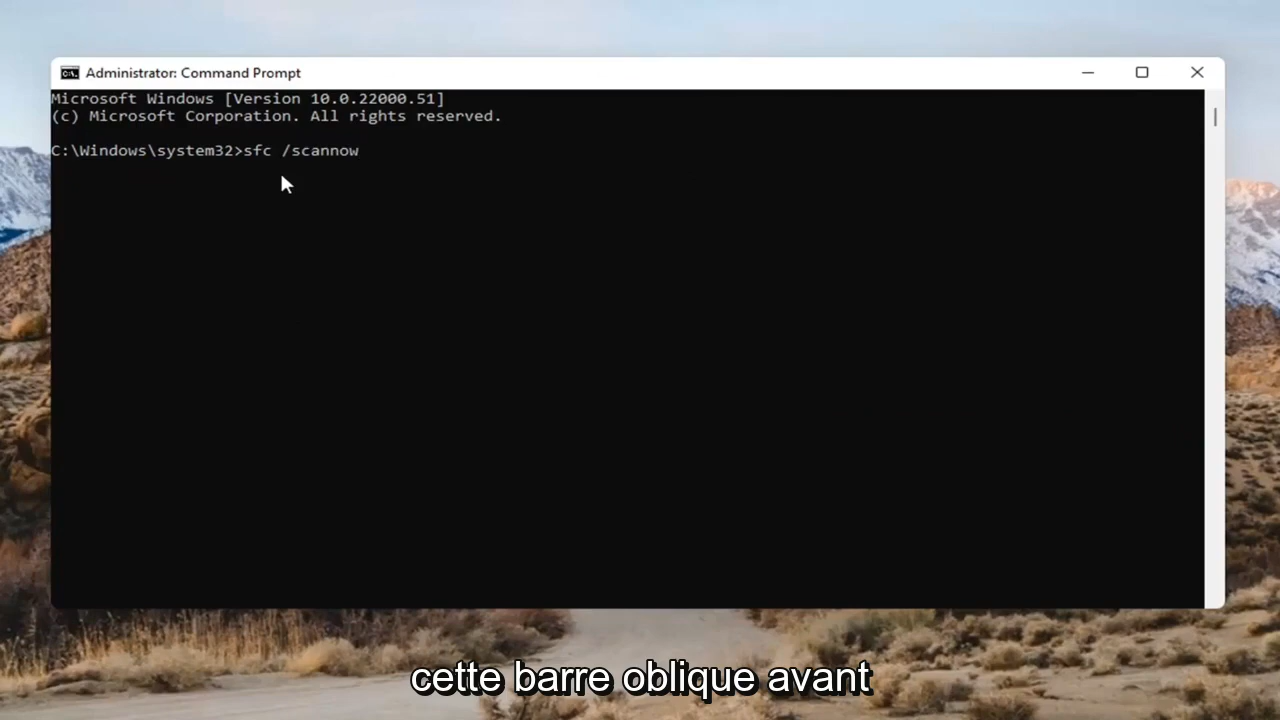 Administrator: Command Prompt
Microsoft Windows [Version 10.0.22000.51]
(c) Microsoft Corporation. All rights reserved.
C:\Windows\system32>sfc /scannow
cette barre oblique avant